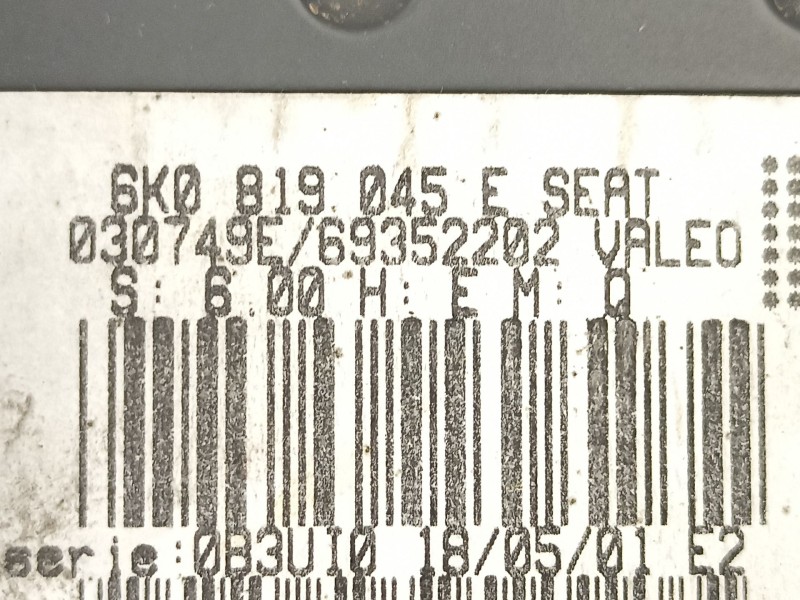 6K0 819 045 E SEAT
030749E/69352202 VALEO
S: 6.00 H: E M: Q
serie:0B3UI0 18/05/01 E2